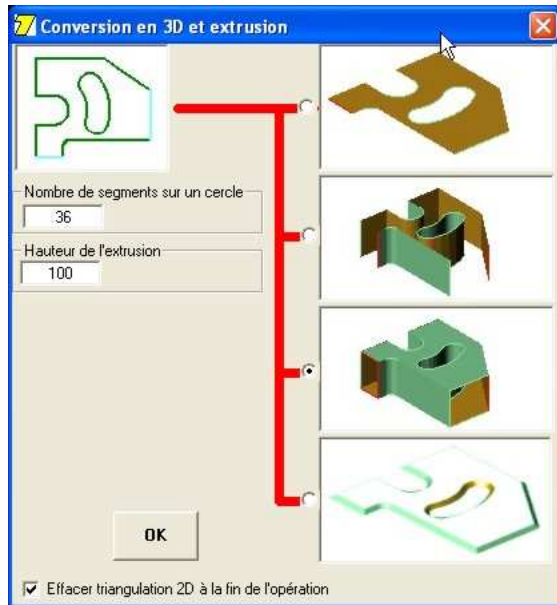 Conversion en 3D et extrusion
Nombre de segments sur un cercle
36
Hauteur de l'extrusion
100
OK
Effacer triangulation 2D à la fin de l'opération